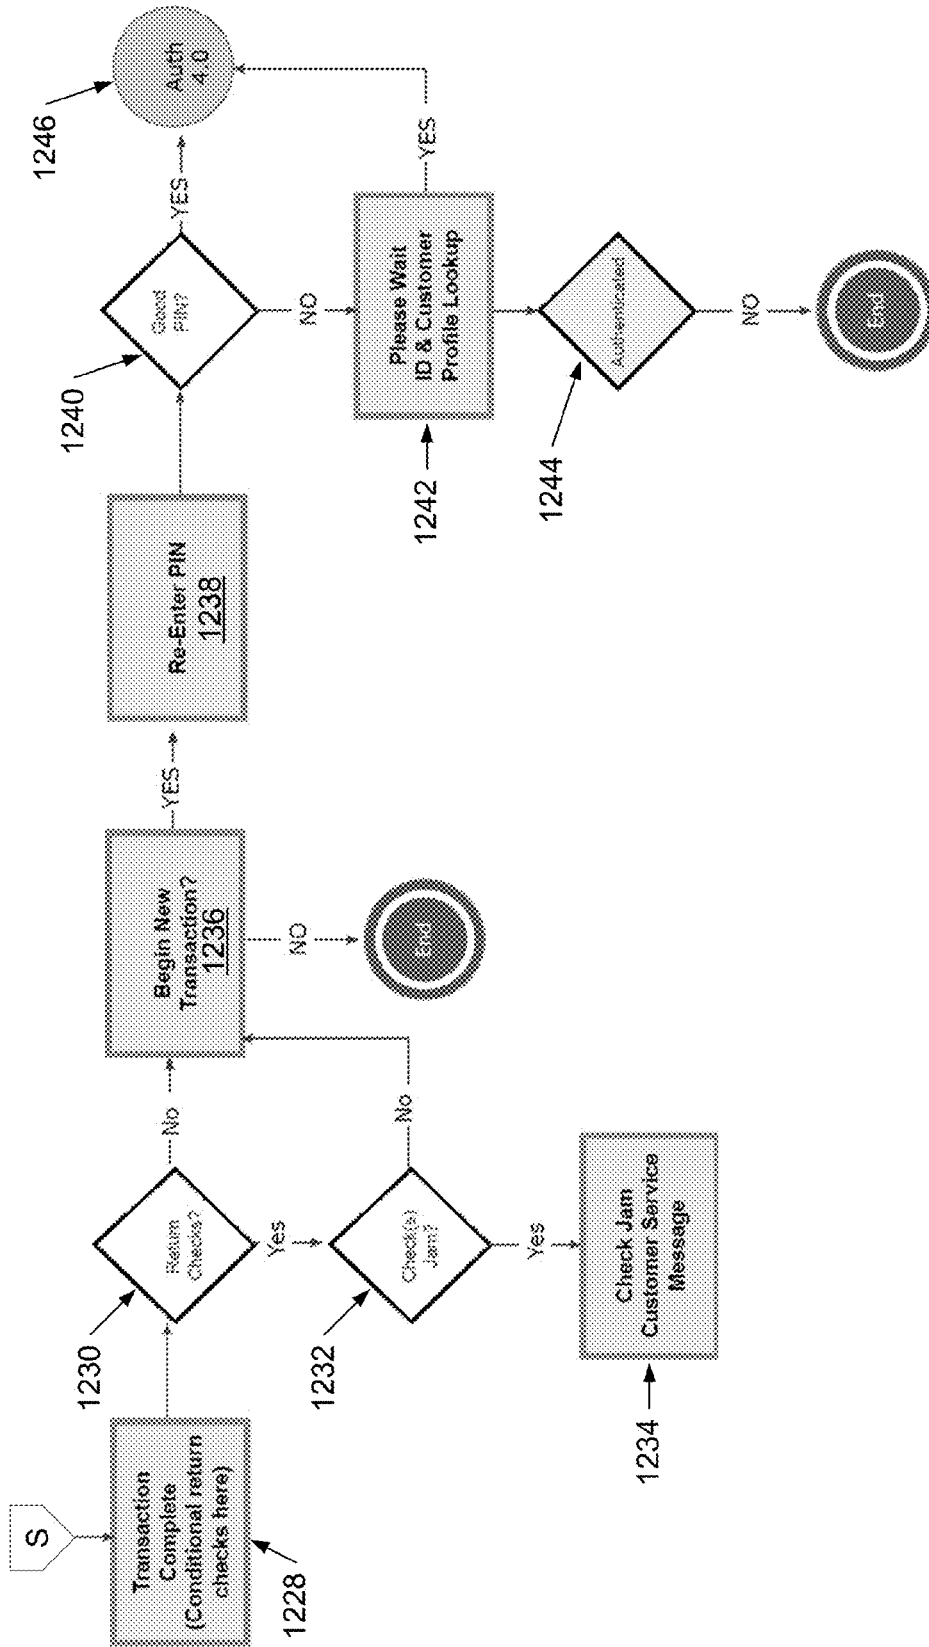 S
Transaction
Complete
(Conditional return
checks here)
1228
Return
Checks?
1230
No
Yes
Check(s)
Jam?
1232
No
Yes
Check Jam
Customer Service
Message
1234
Begin New
Transaction?
1236
NO
End
YES
Re-Enter PIN
1238
Good
PIN?
1240
YES
NO
Auth
4.0
1246
Please Wait
ID & Customer
Profile Lookup
1242
YES
Authenticated
1244
NO
End